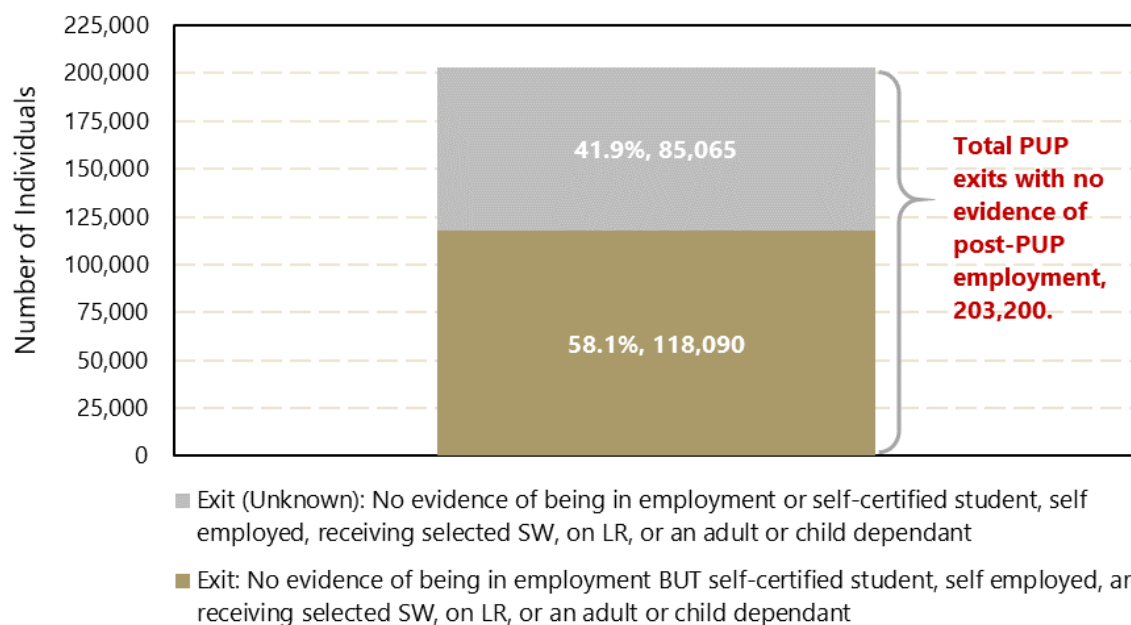 225,000
200,000
175,000
150,000
125,000
100,000
75,000
50,000
25,000
0
Number of Individuals
41.9%, 85,065
58.1%, 118,090
Total PUP
exits with no
evidence of
post-PUP
employment,
203,200.
Exit (Unknown): No evidence of being in employment or self-certified student, self
employed, receiving selected SW, on LR, or an adult or child dependant
Exit: No evidence of being in employment BUT self-certified student, self employed,
receiving selected SW, on LR, or an adult or child dependant